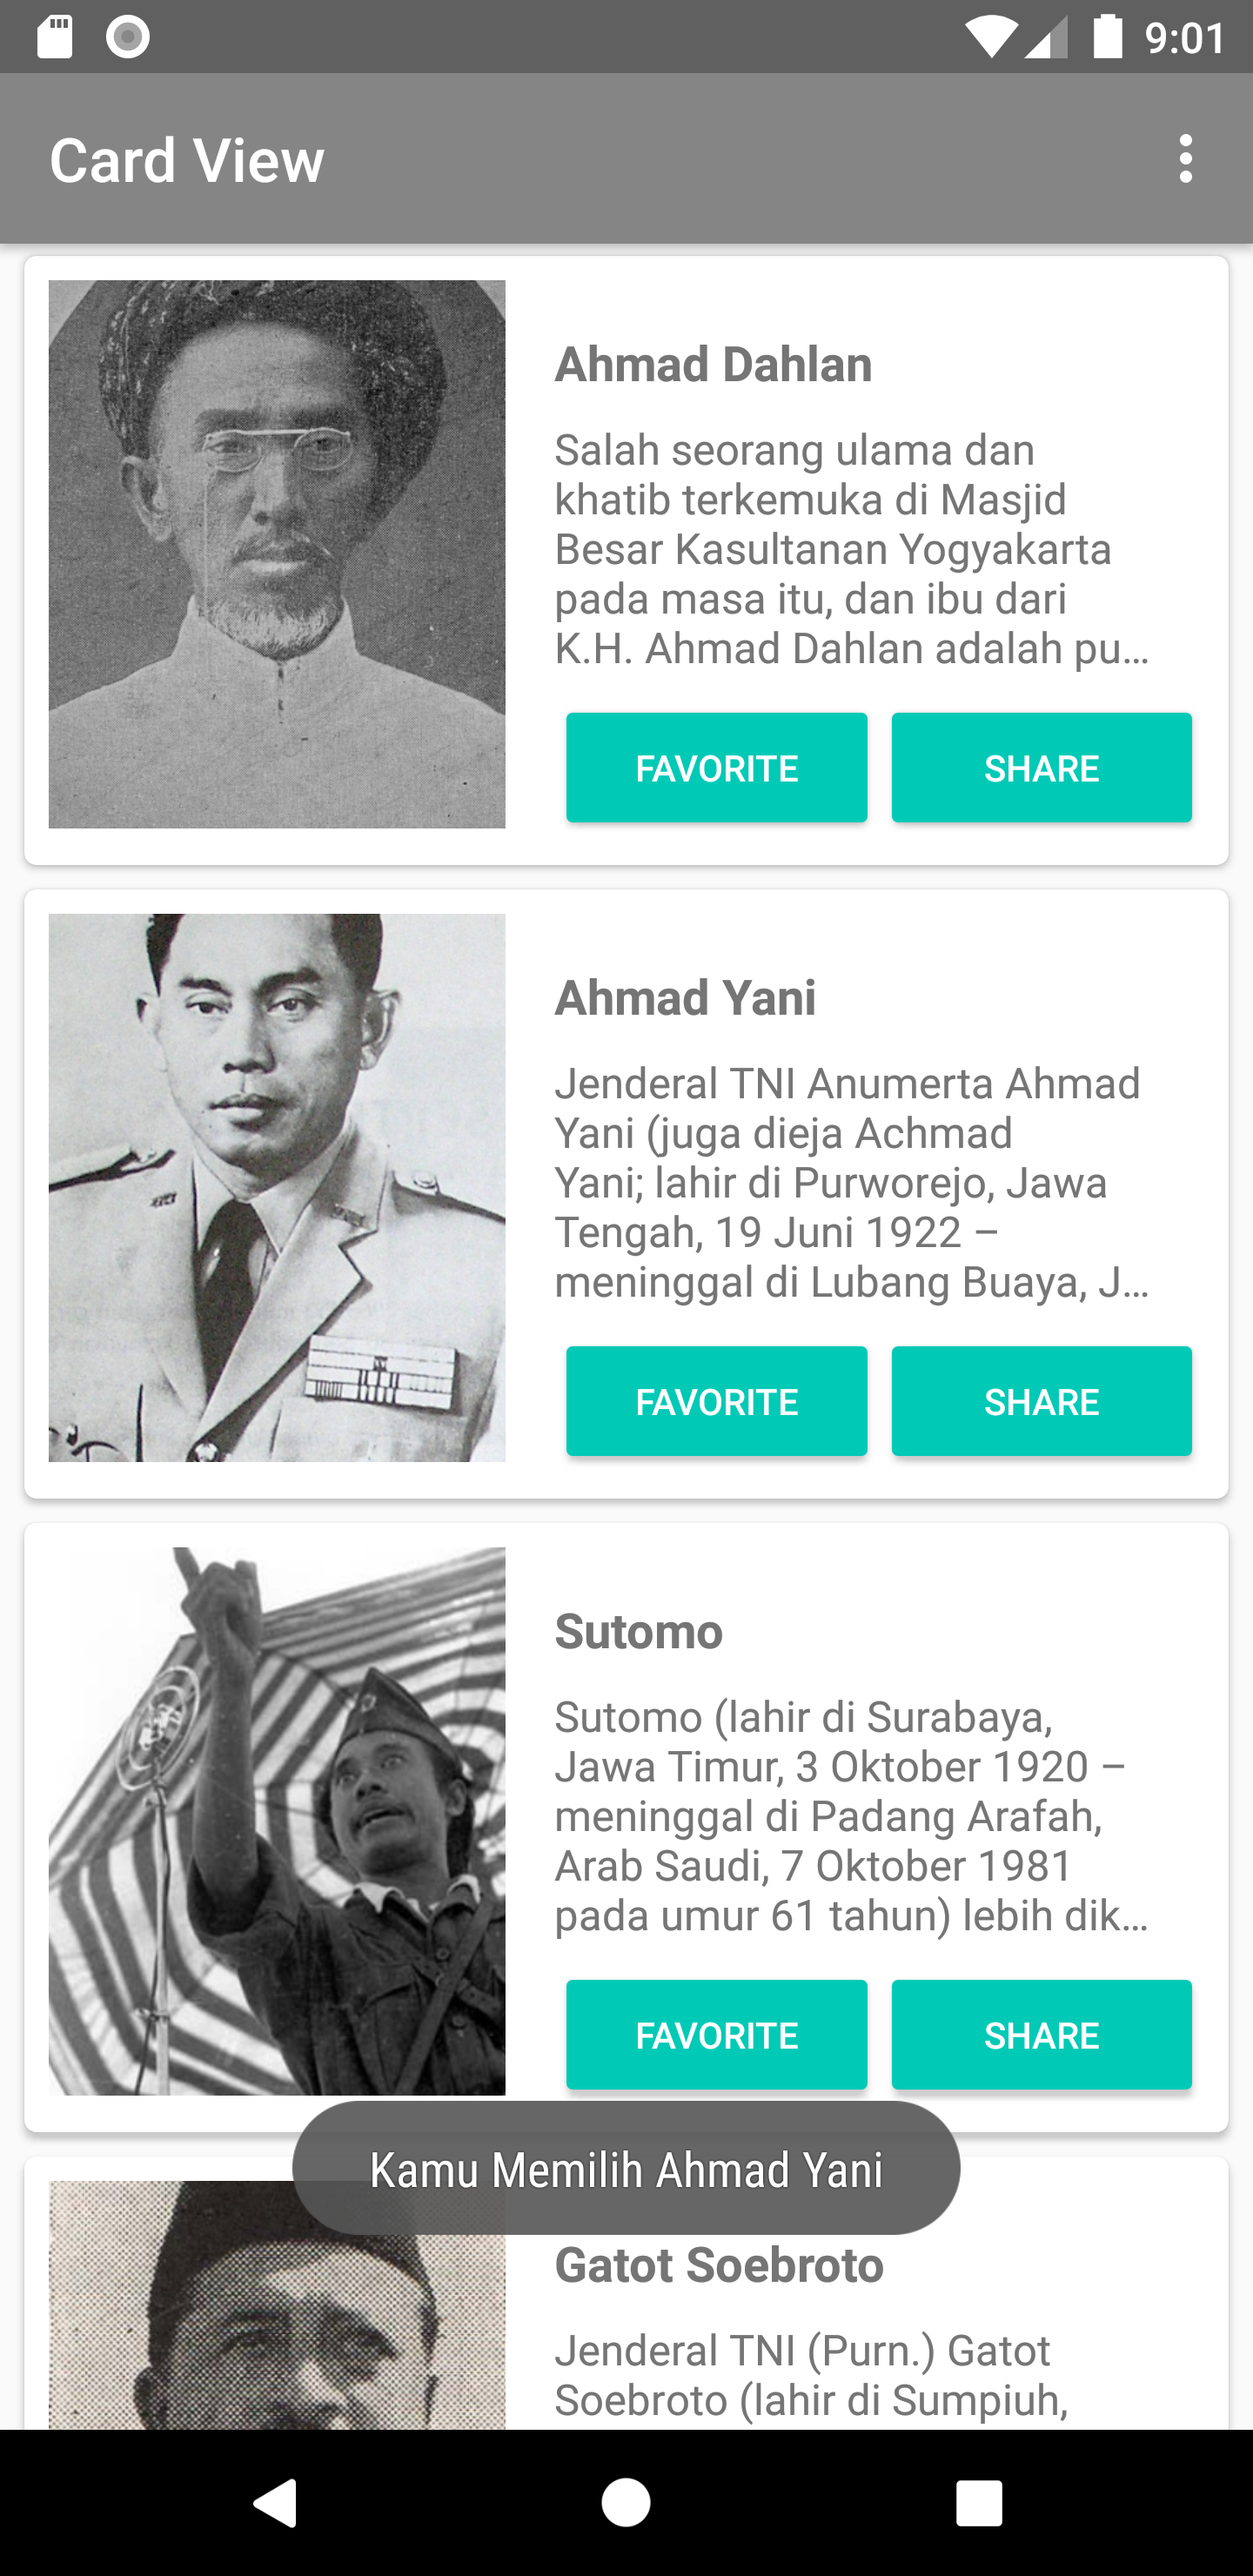 9:01
Card View
Ahmad Dahlan
Salah seorang ulama dan
khatib terkemuka di Masjid
Besar Kasultanan Yogyakarta
pada masa itu, dan ibu dari
K.H. Ahmad Dahlan adalah pu...
FAVORITE SHARE
Ahmad Yani
Jenderal TNI Anumerta Ahmad
Yani (juga dieja Achmad
Yani; lahir di Purworejo, Jawa
Tengah, 19 Juni 1922 –
meninggal di Lubang Buaya, J...
FAVORITE SHARE
Sutomo
Sutomo (lahir di Surabaya,
Jawa Timur, 3 Oktober 1920 –
meninggal di Padang Arafah,
Arab Saudi, 7 Oktober 1981
pada umur 61 tahun) lebih dik...
FAVORITE SHARE
Kamu Memilih Ahmad Yani
Gatot Soebroto
Jenderal TNI (Purn.) Gatot
Soebroto (lahir di Sumpiuh,